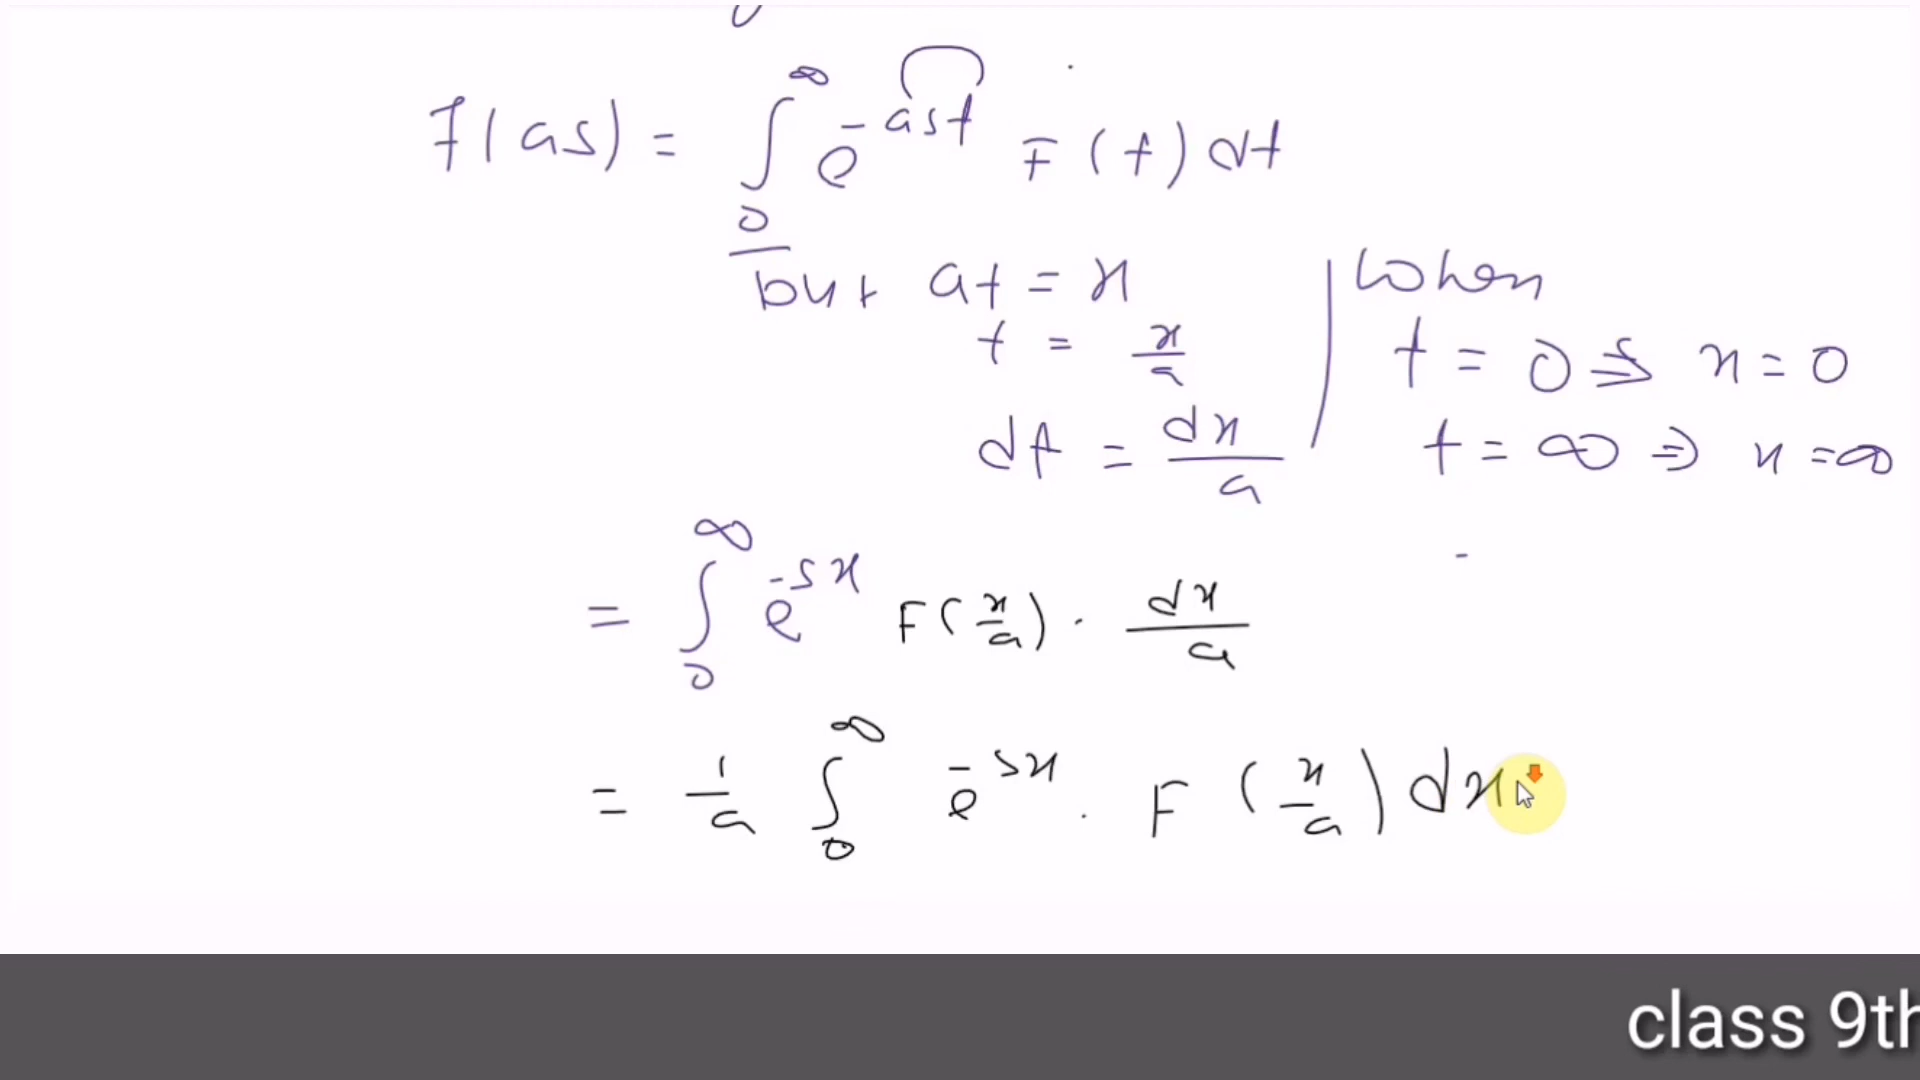 f(as) = ∫₀^∞ e^{-ast} F(t) dt
put at = x
When
t = x/a
t = 0 ⇒ x = 0
dt = dx/a
t = ∞ ⇒ x = ∞
= ∫₀^∞ e^{-sx} F(x/a) · dx/a
= 1/a ∫₀^∞ e^{-sx} . F(x/a) dx
class 9th